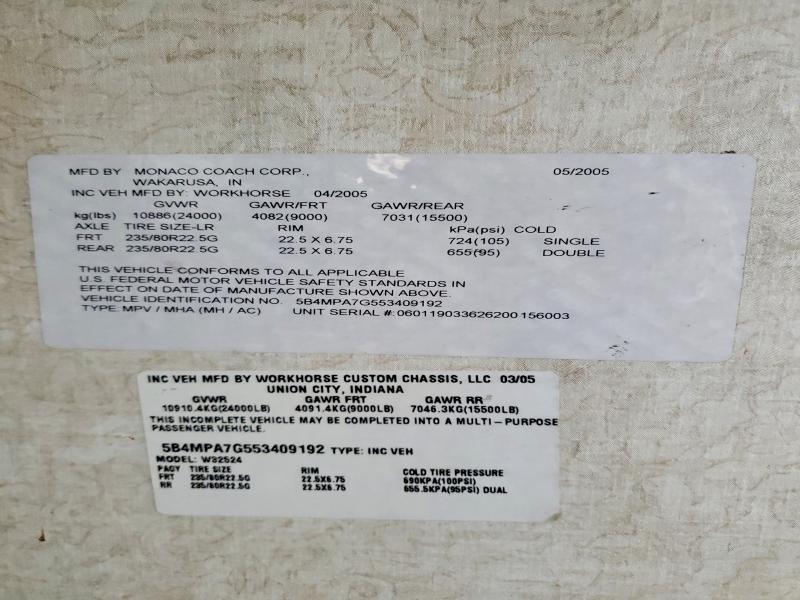 MFD BY MONACO COACH CORP., 05/2005
WAKARUSA, IN
INC VEH MFD BY: WORKHORSE 04/2005
GVWR GAWR/FRT GAWR/REAR
kg(lbs) 10886(24000) 4082(9000) 7031(15500)
AXLE TIRE SIZE-LR RIM kPa(psi) COLD
FRT 235/80R22.5G 22.5 X 6.75 724(105) SINGLE
REAR 235/80R22.5G 22.5 X 6.75 655(95) DOUBLE
THIS VEHICLE CONFORMS TO ALL APPLICABLE
U.S. FEDERAL MOTOR VEHICLE SAFETY STANDARDS IN
EFFECT ON DATE OF MANUFACTURE SHOWN ABOVE.
VEHICLE IDENTIFICATION NO. 5B4MPA7G553409192
TYPE: MPV / MHA (MH / AC) UNIT SERIAL #: 060119033626200156003
INC VEH MFD BY WORKHORSE CUSTOM CHASSIS, LLC 03/05
UNION CITY, INDIANA
GVWR GAWR FRT GAWR RR
10910.4KG(24000LB) 4091.4KG(9000LB) 7046.3KG(15500LB)
THIS INCOMPLETE VEHICLE MAY BE COMPLETED INTO A MULTI-PURPOSE
PASSENGER VEHICLE.
5B4MPA7G553409192 TYPE: INC VEH
MODEL: W32524
PAGY TIRE SIZE RIM COLD TIRE PRESSURE
FRT 235/80R22.5G 22.5X6.75 690KPA(100PSI)
RR 235/80R22.5G 22.5X6.75 655.5KPA(95PSI) DUAL